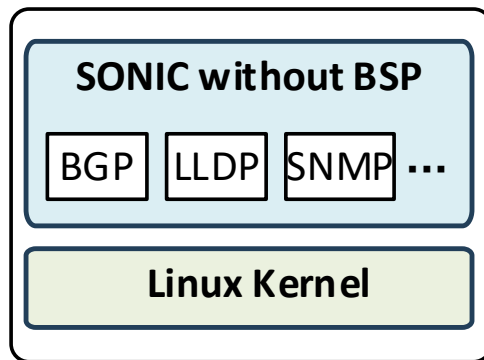 SONIC without BSP
BGP LLDP SNMP ...
Linux Kernel